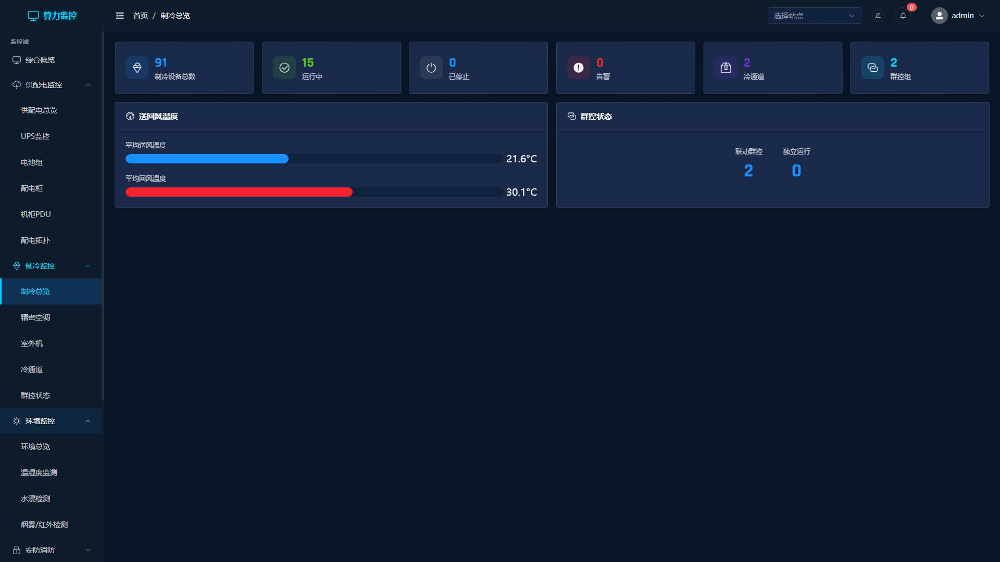 算力监控
首页 / 制冷总览
选择站点
0
admin
监控域
综合概览
供配电监控
供配电总览
UPS监控
电池组
配电柜
机柜PDU
配电拓扑
制冷监控
制冷总览
精密空调
室外机
冷通道
群控状态
环境监控
环境总览
温湿度监测
水浸检测
烟雾/红外检测
安防消防
91
制冷设备总数
15
运行中
0
已停止
0
告警
2
冷通道
2
群控组
送回风温度
平均送风温度
21.6°C
平均回风温度
30.1°C
群控状态
联动群控
2
独立运行
0